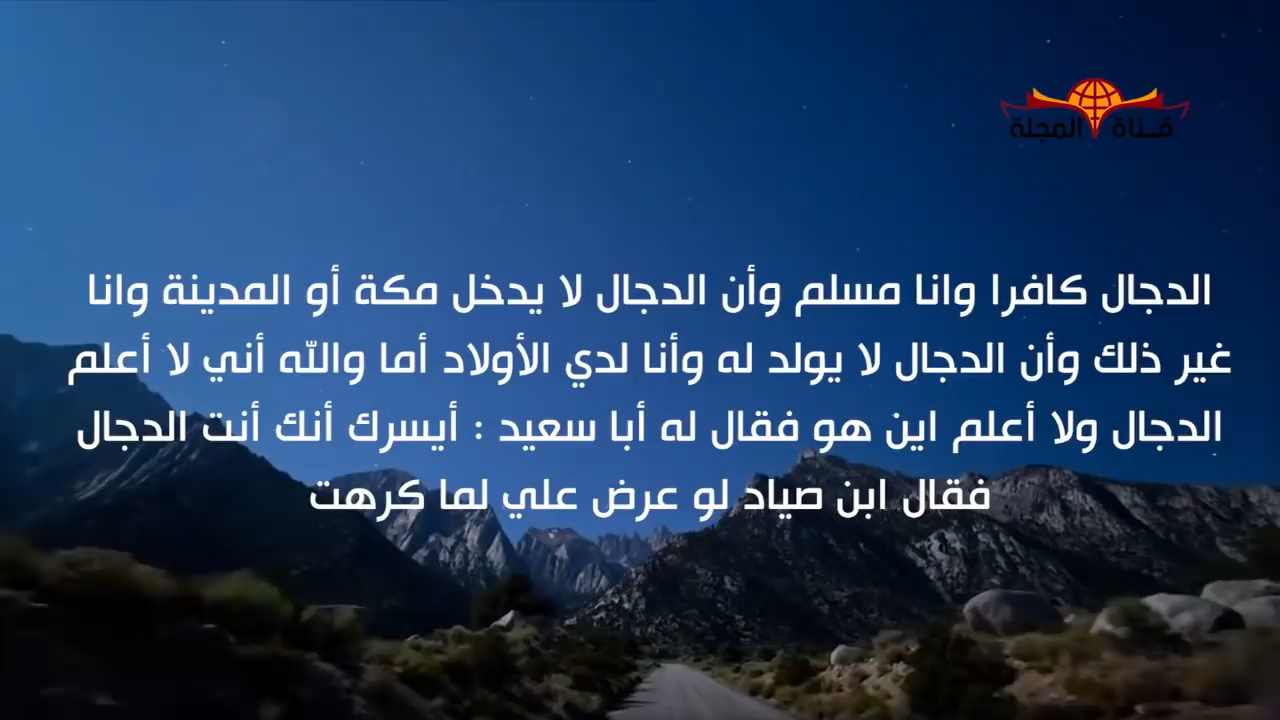 قناة المجلة
الدجال كافرا وانا مسلم وأن الدجال لا يدخل مكة أو المدينة وانا
غير ذلك وأن الدجال لا يولد له وأنا لدي الأولاد أما والله أني لا أعلم
الدجال ولا أعلم اين هو فقال له أبا سعيد : أيسرك أنك أنت الدجال
فقال ابن صياد لو عرض علي لما كرهت